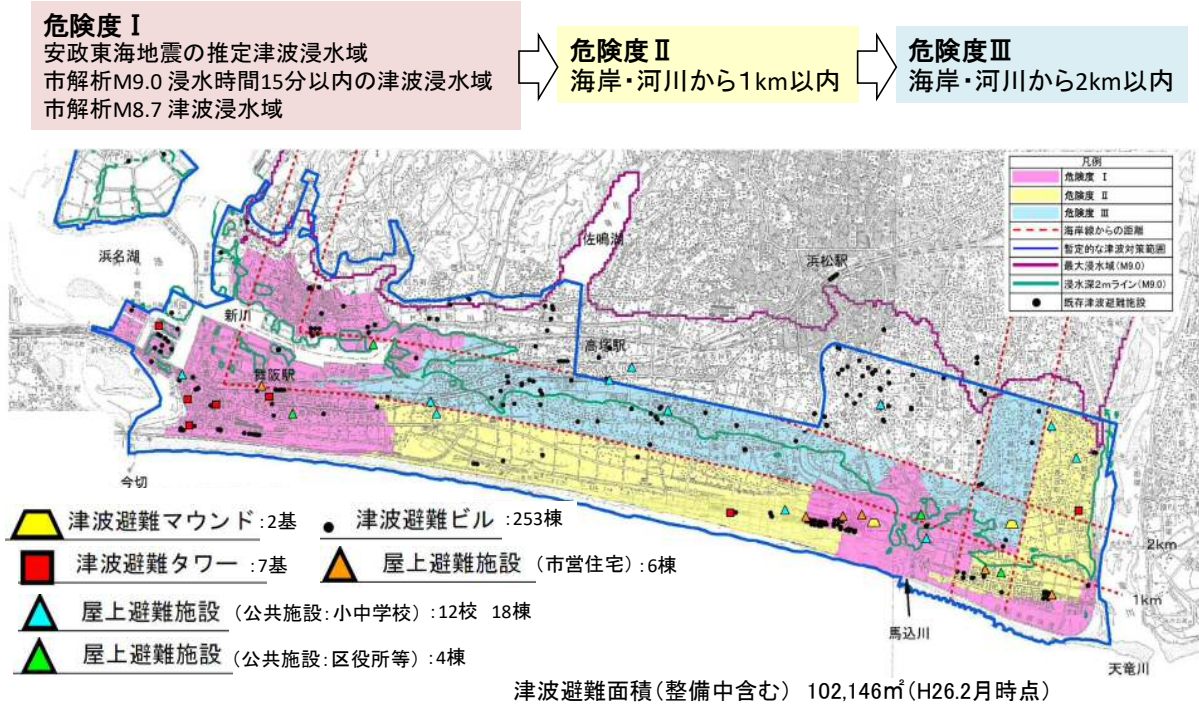 危険度Ⅰ
安政東海地震の推定津波浸水域
市解析M9.0 浸水時間15分以内の津波浸水域
市解析M8.7 津波浸水域
危険度Ⅱ
海岸・河川から1km以内
危険度Ⅲ
海岸・河川から2km以内
凡例
危険度 Ⅰ
危険度 Ⅱ
危険度 Ⅲ
海岸線からの距離
暫定的な津波対策範囲
最大浸水域(M9.0)
浸水深2mライン(M9.0)
既存津波避難施設
浜名湖
佐鳴湖
浜松駅
新川
高塚駅
舞阪駅
今切
2km
1km
馬込川
天竜川
津波避難マウンド:2基
津波避難ビル:253棟
津波避難タワー:7基
屋上避難施設(市営住宅):6棟
屋上避難施設(公共施設:小中学校):12校 18棟
屋上避難施設(公共施設:区役所等):4棟
津波避難面積(整備中含む) 102,146㎡(H26.2月時点)